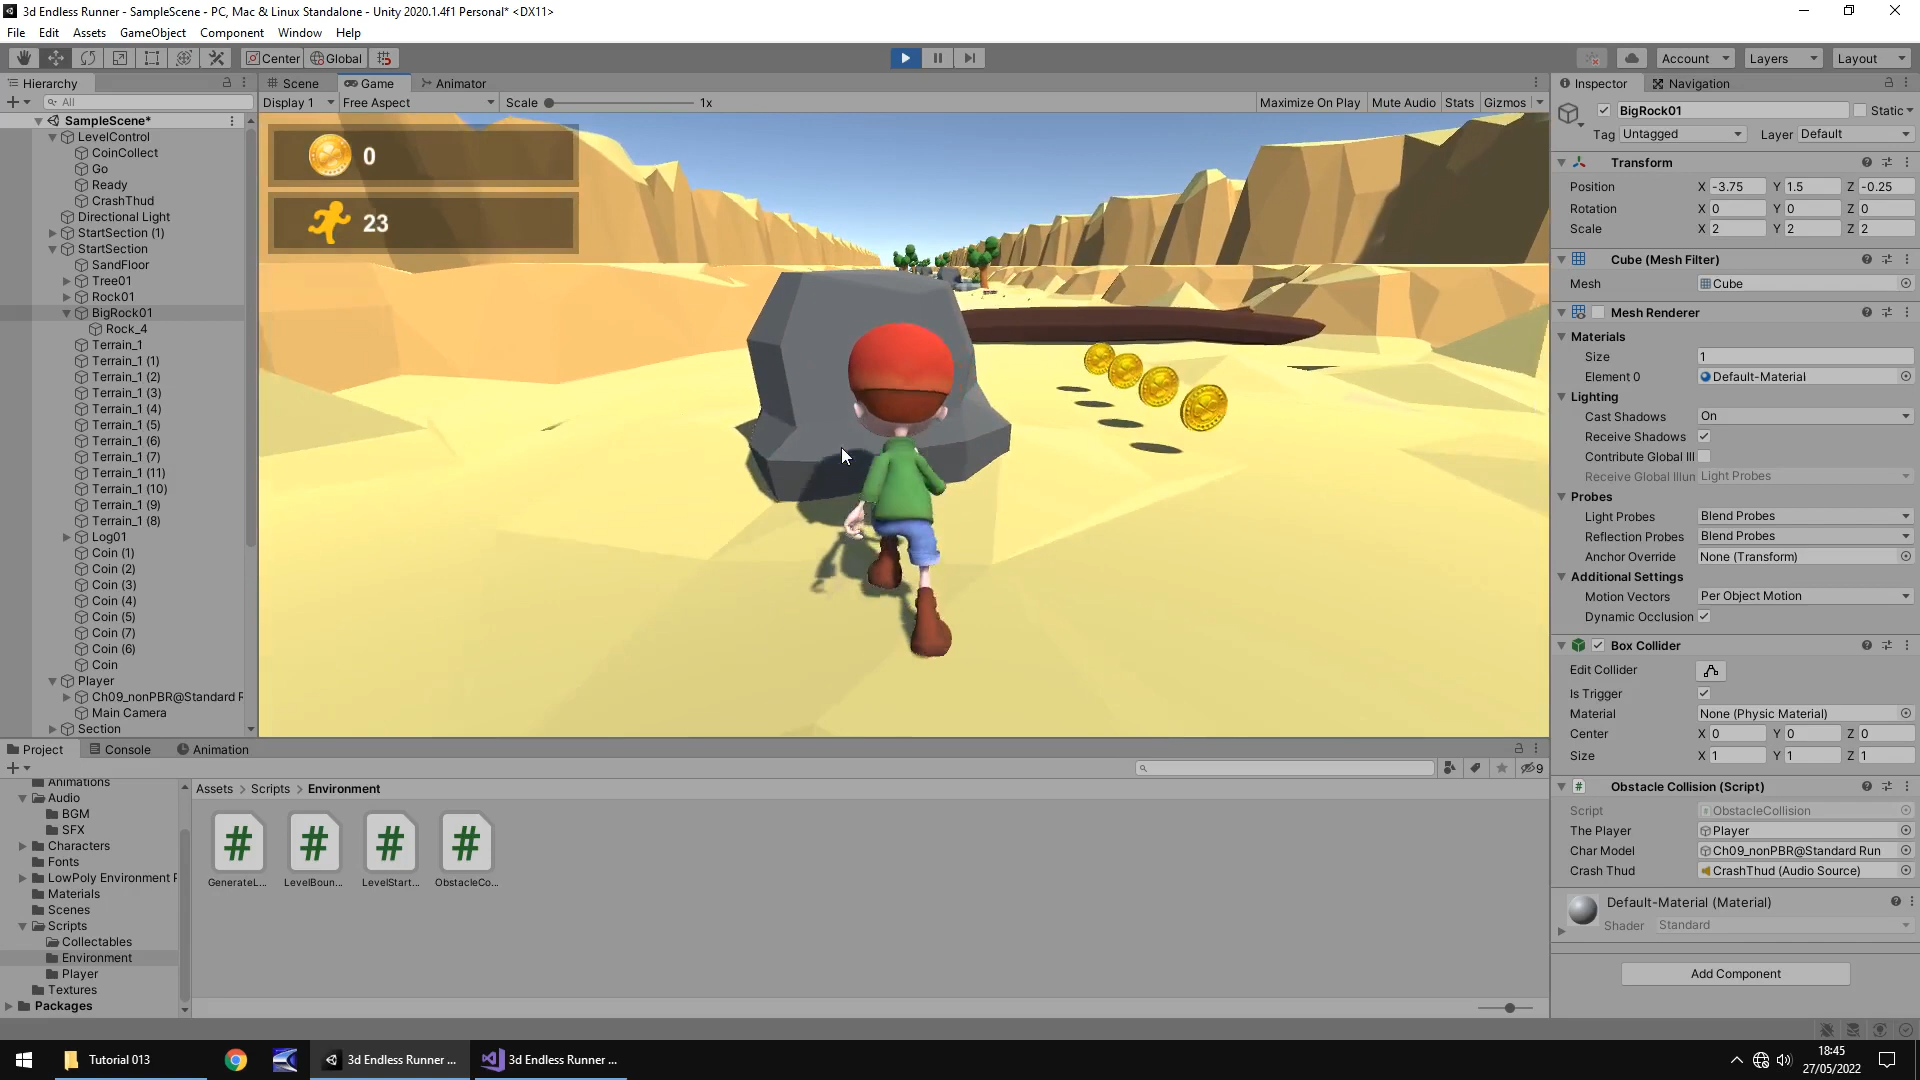 3d Endless Runner - SampleScene - PC, Mac & Linux Standalone - Unity 2020.1.4f1 Personal* <DX11>
File Edit Assets GameObject Component Window Help
Center Global Account Layers Layout
Hierarchy
All
SampleScene*
LevelControl
CoinCollect
Go
Ready
CrashThud
Directional Light
StartSection (1)
StartSection
SandFloor
Tree01
Rock01
BigRock01
Rock_4
Terrain_1
Terrain_1 (1)
Terrain_1 (2)
Terrain_1 (3)
Terrain_1 (4)
Terrain_1 (5)
Terrain_1 (6)
Terrain_1 (7)
Terrain_1 (11)
Terrain_1 (10)
Terrain_1 (9)
Terrain_1 (8)
Log01
Coin (1)
Coin (2)
Coin (3)
Coin (4)
Coin (5)
Coin (7)
Coin (6)
Coin
Player
Ch09_nonPBR@Standard R
Main Camera
Section
Scene Game Animator
Display 1 Free Aspect Scale 1x Maximize On Play Mute Audio Stats Gizmos
0
23
Inspector Navigation
BigRock01 Static
Tag Untagged Layer Default
Transform
Position X -3.75 Y 1.5 Z -0.25
Rotation X 0 Y 0 Z 0
Scale X 2 Y 2 Z 2
Cube (Mesh Filter)
Mesh Cube
Mesh Renderer
Materials
Size 1
Element 0 Default-Material
Lighting
Cast Shadows On
Receive Shadows
Contribute Global Ill
Receive Global Illun Light Probes
Probes
Light Probes Blend Probes
Reflection Probes Blend Probes
Anchor Override None (Transform)
Additional Settings
Motion Vectors Per Object Motion
Dynamic Occlusion
Box Collider
Edit Collider
Is Trigger
Material None (Physic Material)
Center X 0 Y 0 Z 0
Size X 1 Y 1 Z 1
Obstacle Collision (Script)
Script ObstacleCollision
The Player Player
Char Model Ch09_nonPBR@Standard Run
Crash Thud CrashThud (Audio Source)
Default-Material (Material)
Shader Standard
Add Component
Project Console Animation
9
Animations
Audio
BGM
SFX
Characters
Fonts
LowPoly Environment P
Materials
Scenes
Scripts
Collectables
Environment
Player
Textures
Packages
Assets > Scripts > Environment
GenerateL... LevelBoun... LevelStart... ObstacleCo...
Tutorial 013
3d Endless Runner ...
3d Endless Runner ...
18:45
27/05/2022